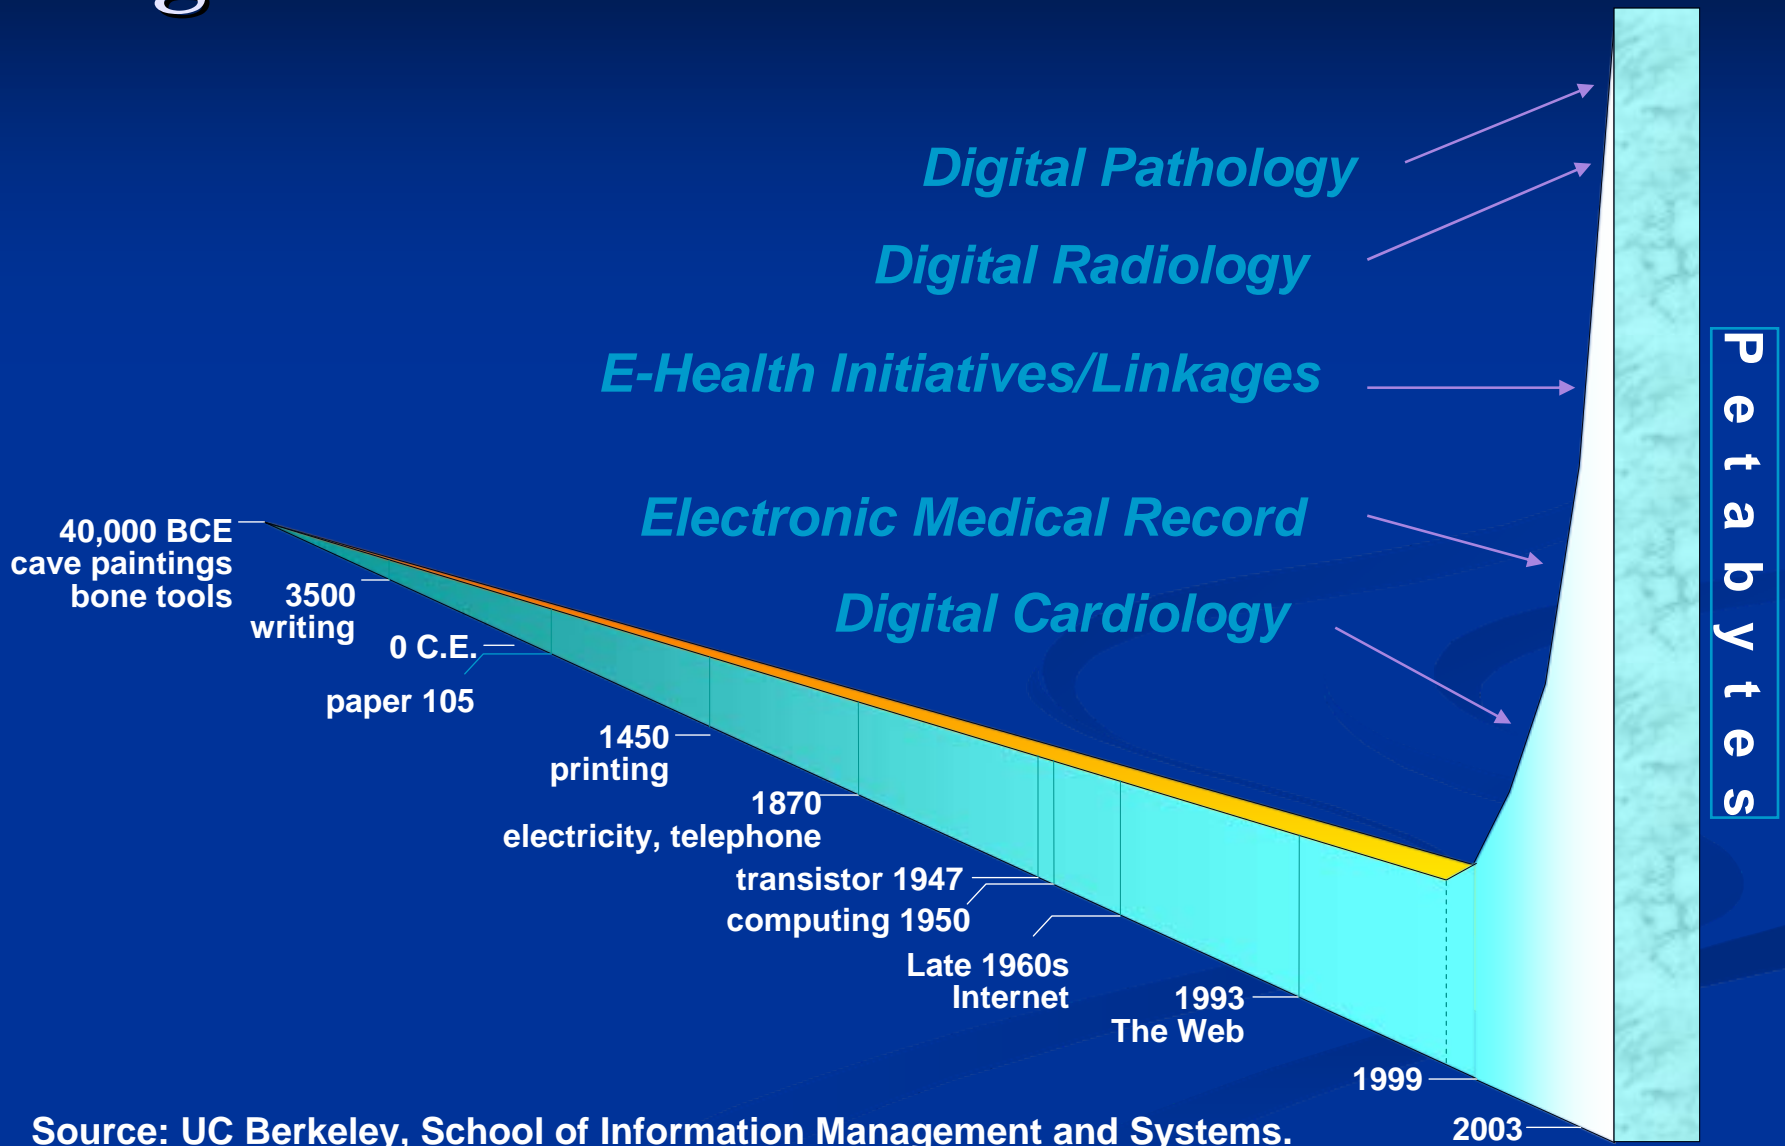 Digital Pathology
Digital Radiology
E-Health Initiatives/Linkages
Electronic Medical Record
Digital Cardiology
Petabytes
40,000 BCE
cave paintings
bone tools
3500
writing
0 C.E.
paper 105
1450
printing
1870
electricity, telephone
transistor 1947
computing 1950
Late 1960s
Internet
1993
The Web
1999
2003
Source: UC Berkeley, School of Information Management and Systems.